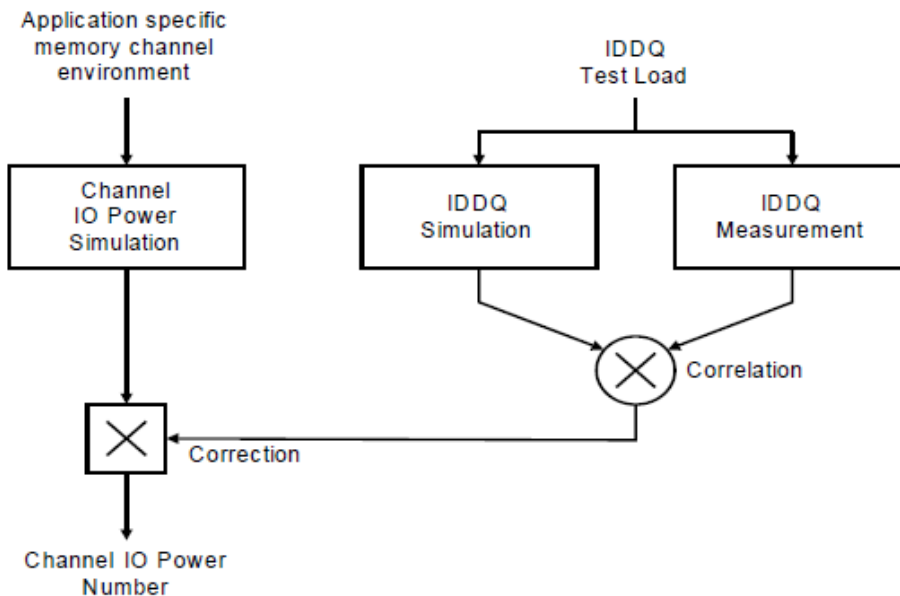 Application specific
memory channel
environment
IDDQ
Test Load
Channel
IO Power
Simulation
IDDQ
Simulation
IDDQ
Measurement
Correlation
Correction
Channel IO Power
Number